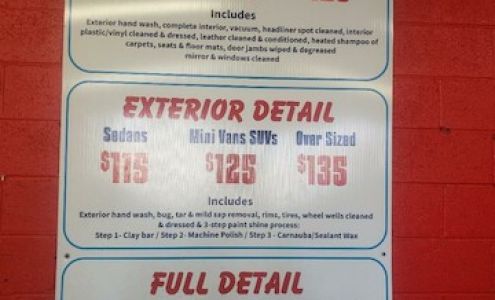 Includes
Exterior hand wash, complete interior, vacuum, headliner spot cleaned, interior
plastic/vinyl cleaned & dressed, leather cleaned & conditioned, heated shampoo of
carpets, seats & floor mats, door jambs wiped & degreased
mirror & windows cleaned
EXTERIOR DETAIL
Sedans Mini Vans SUVs Over Sized
$115 $125 $135
Includes
Exterior hand wash, bug, tar & mild sap removal, rims, tires, wheel wells cleaned
& dressed & 3-step paint shine process:
Step 1- Clay bar / Step 2- Machine Polish / Step 3 - Carnauba/Sealant Wax
FULL DETAIL